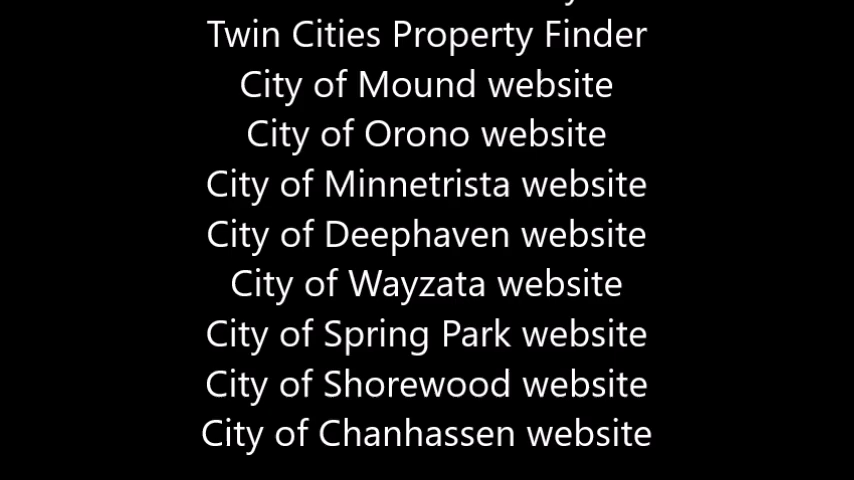 Twin Cities Property Finder
City of Mound website
City of Orono website
City of Minnetrista website
City of Deephaven website
City of Wayzata website
City of Spring Park website
City of Shorewood website
City of Chanhassen website